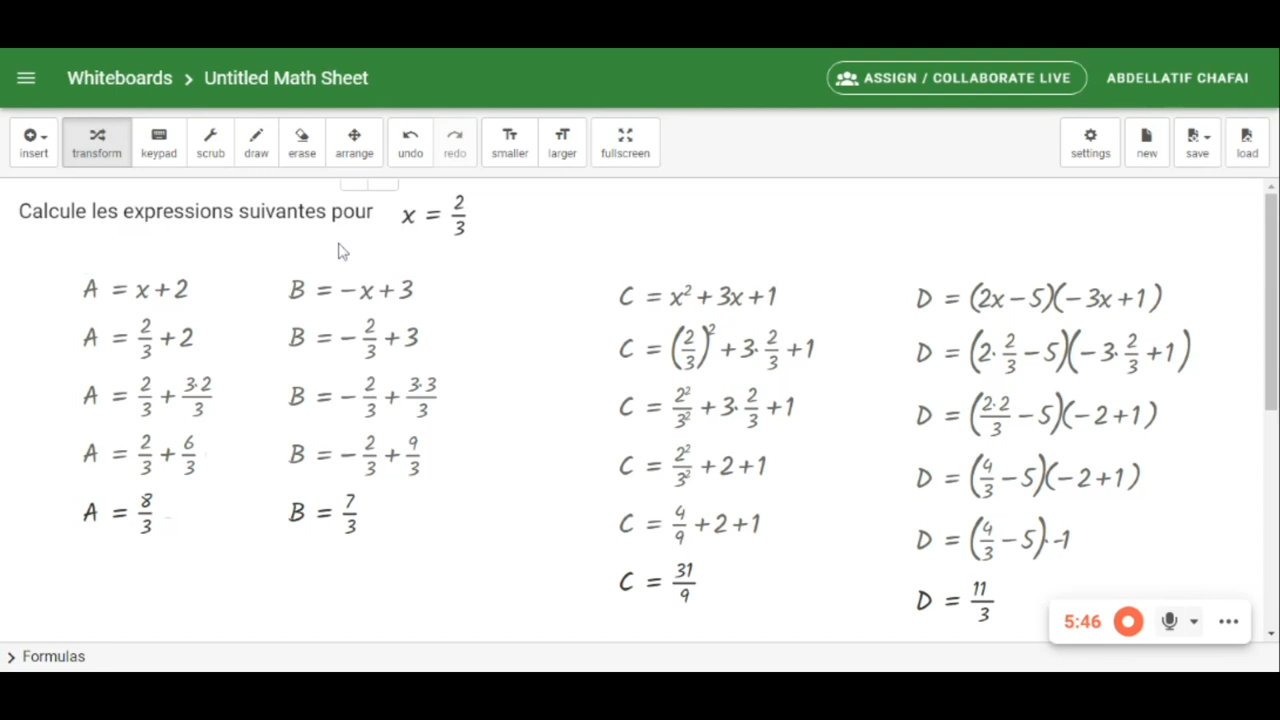 Whiteboards > Untitled Math Sheet
ASSIGN / COLLABORATE LIVE
ABDELLATIF CHAFAI
insert transform keypad scrub draw erase arrange undo redo smaller larger fullscreen settings new save load
Calcule les expressions suivantes pour x = 2/3
A = x + 2
A = 2/3 + 2
A = 2/3 + 3·2/3
A = 2/3 + 6/3
A = 8/3
B = −x + 3
B = −2/3 + 3
B = −2/3 + 3·3/3
B = −2/3 + 9/3
B = 7/3
C = x² + 3x + 1
C = (2/3)² + 3·2/3 + 1
C = 2²/3² + 3·2/3 + 1
C = 2²/3² + 2 + 1
C = 4/9 + 2 + 1
C = 31/9
D = (2x − 5)(−3x + 1)
D = (2·2/3 − 5)(−3·2/3 + 1)
D = (2·2/3 − 5)(−2 + 1)
D = (4/3 − 5)(−2 + 1)
D = (4/3 − 5)·−1
D = 11/3
5:46
Formulas